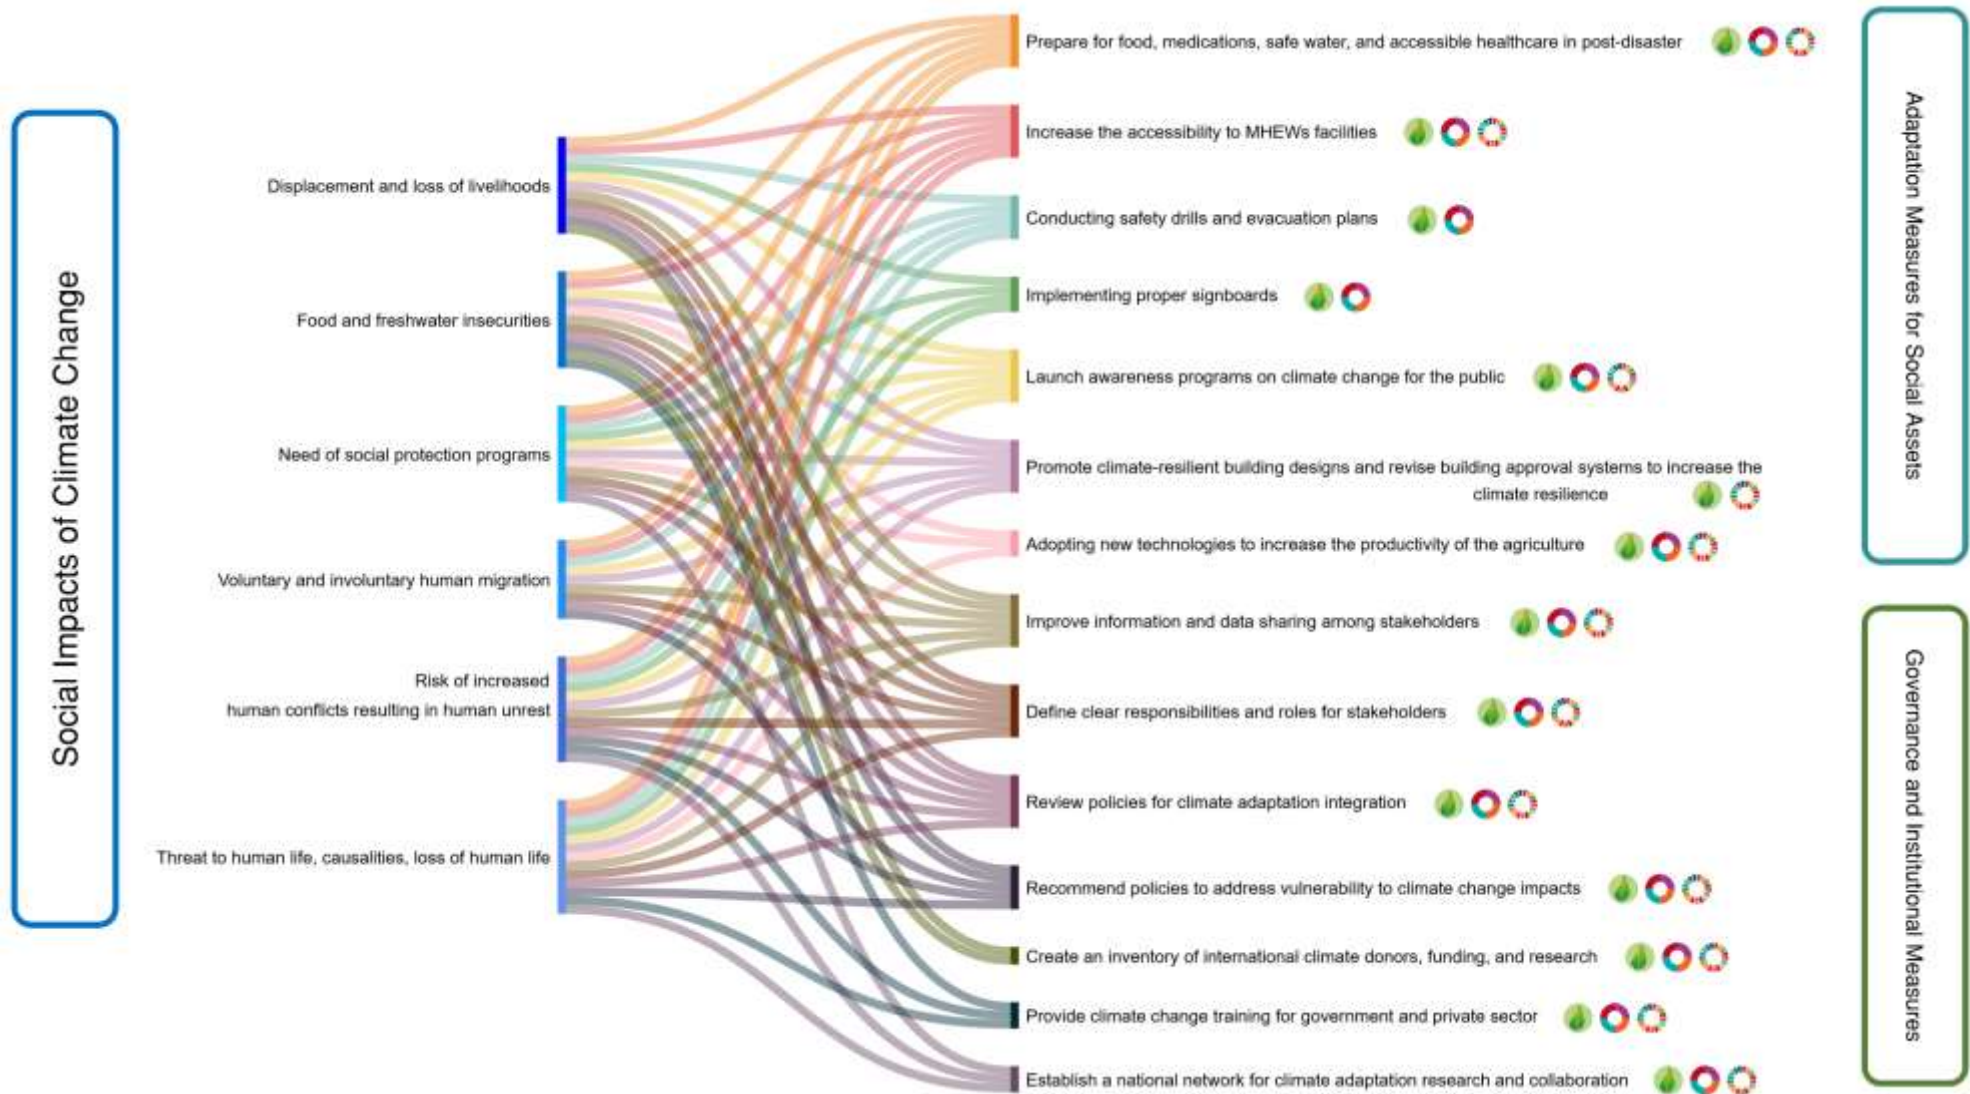 Social Impacts of Climate Change
Displacement and loss of livelihoods
Food and freshwater insecurities
Need of social protection programs
Voluntary and involuntary human migration
Risk of increased
human conflicts resulting in human unrest
Threat to human life, causalities, loss of human life
Prepare for food, medications, safe water, and accessible healthcare in post-disaster
Increase the accessibility to MHEWs facilities
Conducting safety drills and evacuation plans
Implementing proper signboards
Launch awareness programs on climate change for the public
Promote climate-resilient building designs and revise building approval systems to increase the
climate resilience
Adopting new technologies to increase the productivity of the agriculture
Improve information and data sharing among stakeholders
Define clear responsibilities and roles for stakeholders
Review policies for climate adaptation integration
Recommend policies to address vulnerability to climate change impacts
Create an inventory of international climate donors, funding, and research
Provide climate change training for government and private sector
Establish a national network for climate adaptation research and collaboration
Adaptation Measures for Social Assets
Governance and Institutional Measures